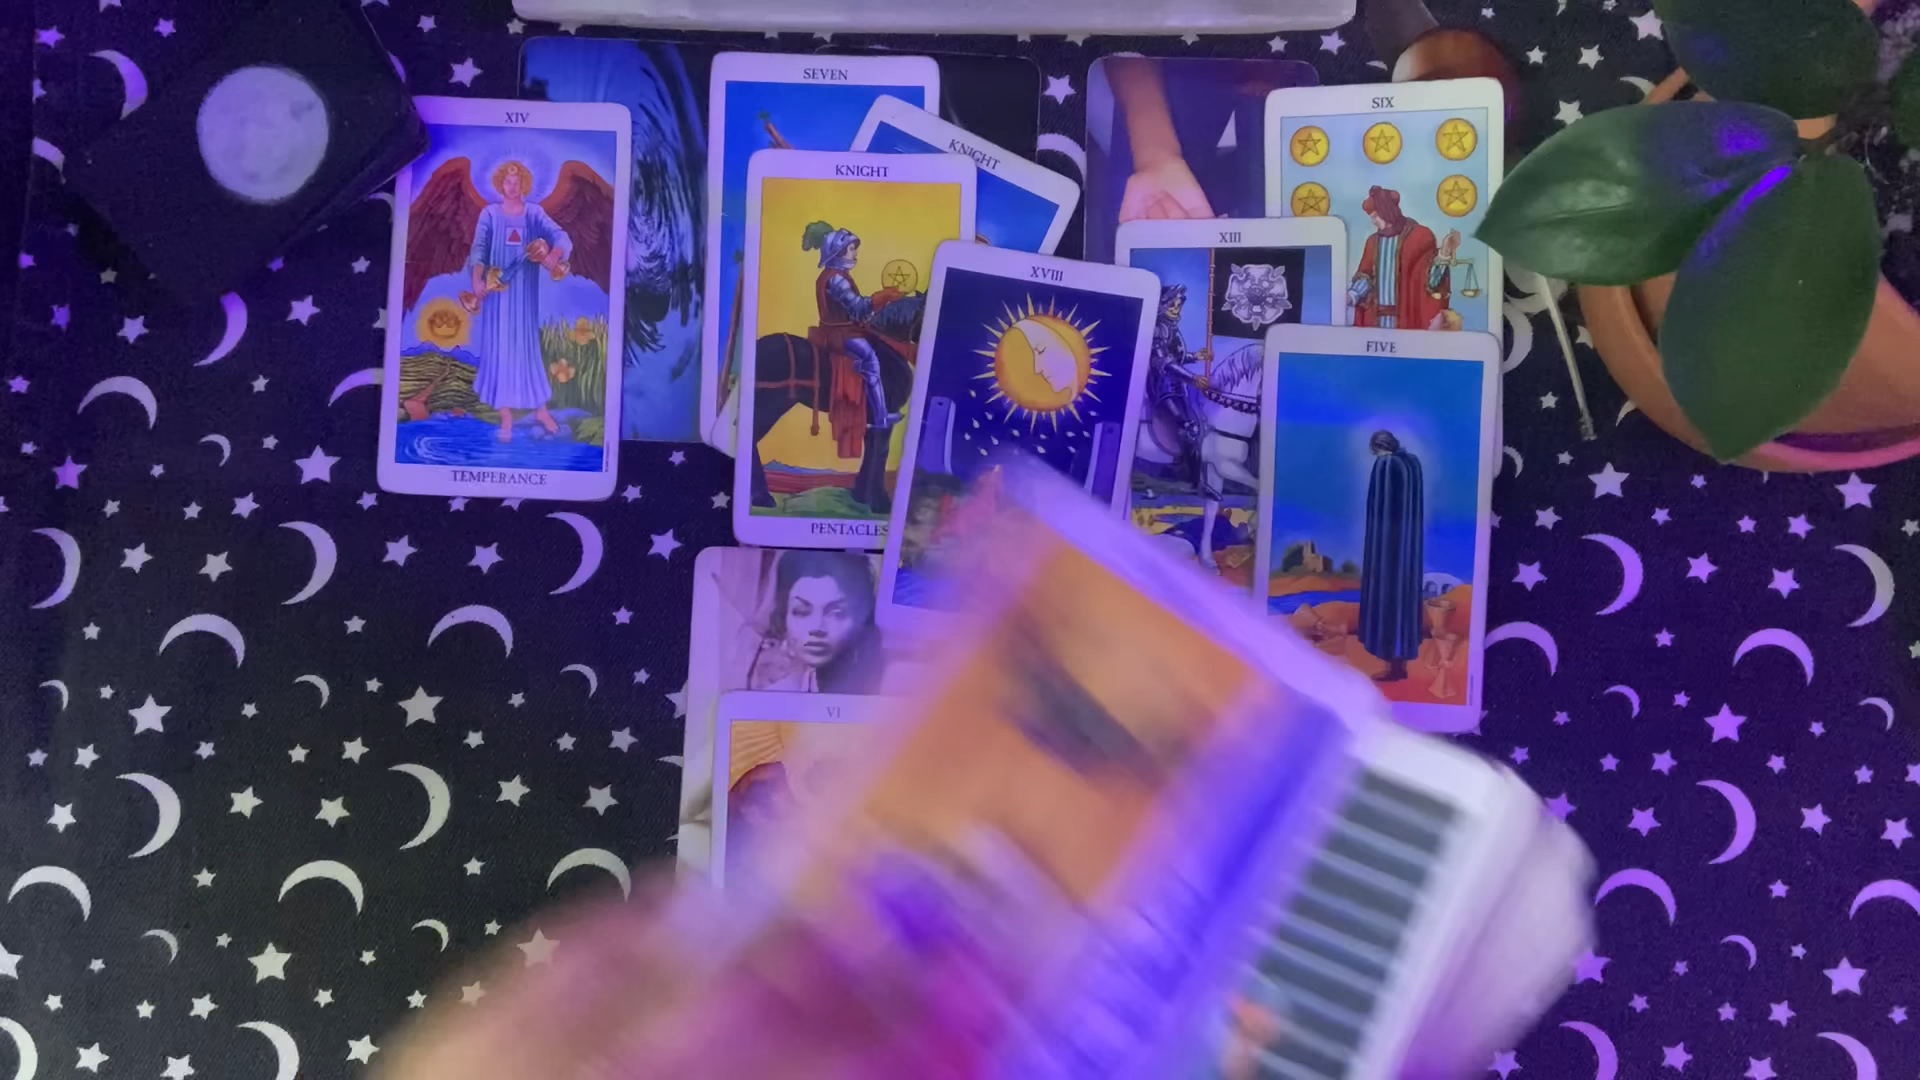 XIV
TEMPERANCE
SEVEN
KNIGHT
KNIGHT
PENTACLES
XVIII
XIII
SIX
FIVE
VI